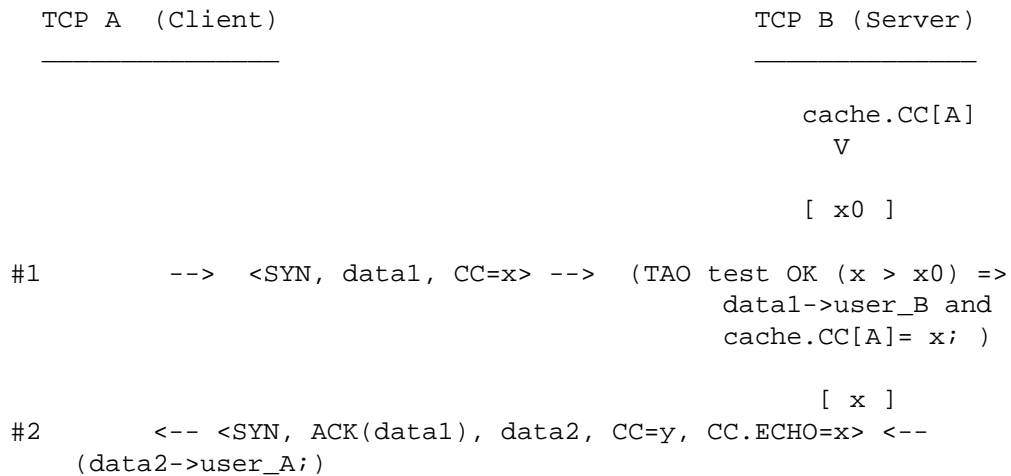 TCP A  (Client)                              TCP B (Server)
_______________                              ______________
cache.CC[A]
V
[ x0 ]
#1          -->  <SYN, data1, CC=x> -->  (TAO test OK (x > x0) =>
data1->user_B and
cache.CC[A]= x; )
[ x ]
#2         <-- <SYN, ACK(data1), data2, CC=y, CC.ECHO=x> <--
(data2->user_A;)